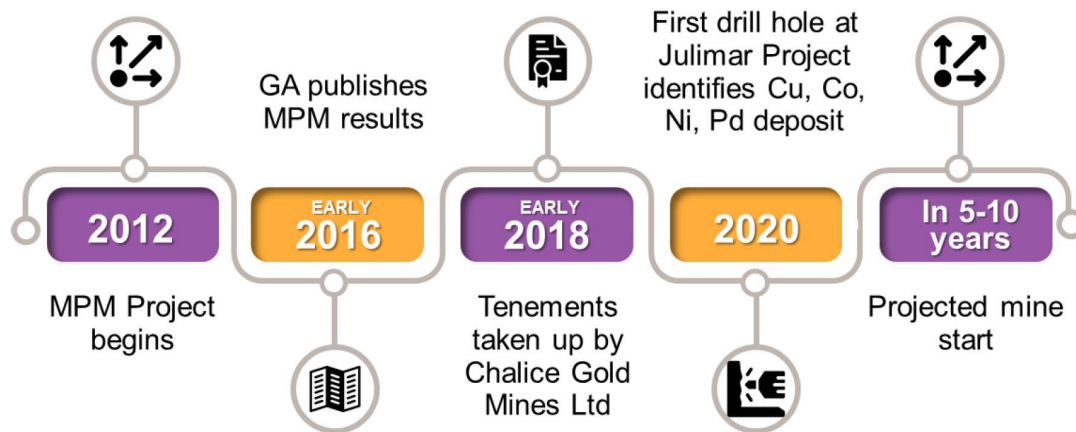 2012
MPM Project
begins
GA publishes
MPM results
EARLY
2016
EARLY
2018
Tenements
taken up by
Chalice Gold
Mines Ltd
First drill hole at
Julimar Project
identifies Cu, Co,
Ni, Pd deposit
2020
In 5-10
years
Projected mine
start